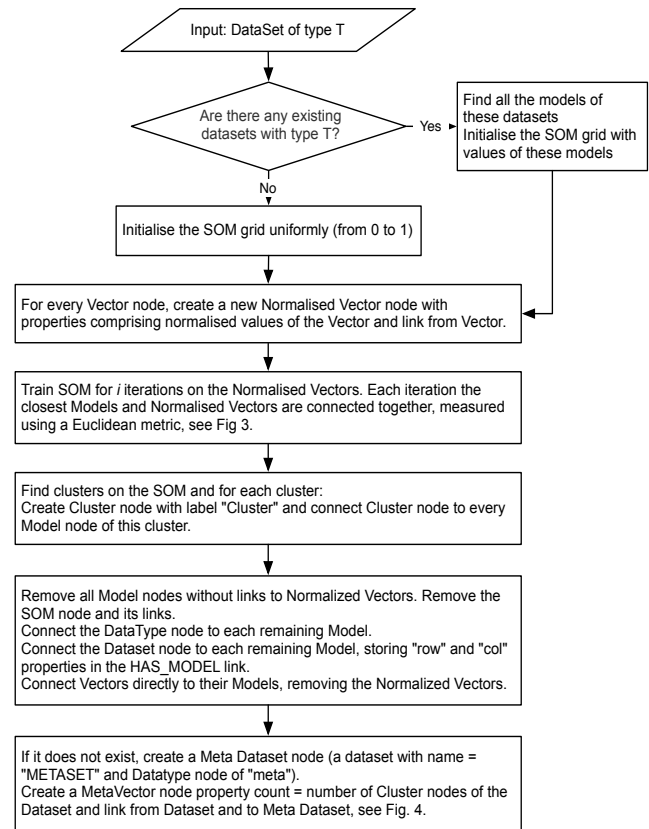 Input: DataSet of type T
Are there any existing
datasets with type T?
Yes
Find all the models of
these datasets
Initialise the SOM grid with
values of these models
No
Initialise the SOM grid uniformly (from 0 to 1)
For every Vector node, create a new Normalised Vector node with
properties comprising normalised values of the Vector and link from Vector.
Train SOM for i iterations on the Normalised Vectors. Each iteration the
closest Models and Normalised Vectors are connected together, measured
using a Euclidean metric, see Fig 3.
Find clusters on the SOM and for each cluster:
Create Cluster node with label "Cluster" and connect Cluster node to every
Model node of this cluster.
Remove all Model nodes without links to Normalized Vectors. Remove the
SOM node and its links.
Connect the DataType node to each remaining Model.
Connect the Dataset node to each remaining Model, storing "row" and "col"
properties in the HAS_MODEL link.
Connect Vectors directly to their Models, removing the Normalized Vectors.
If it does not exist, create a Meta Dataset node (a dataset with name =
"METASET" and Datatype node of "meta").
Create a MetaVector node property count = number of Cluster nodes of the
Dataset and link from Dataset and to Meta Dataset, see Fig. 4.